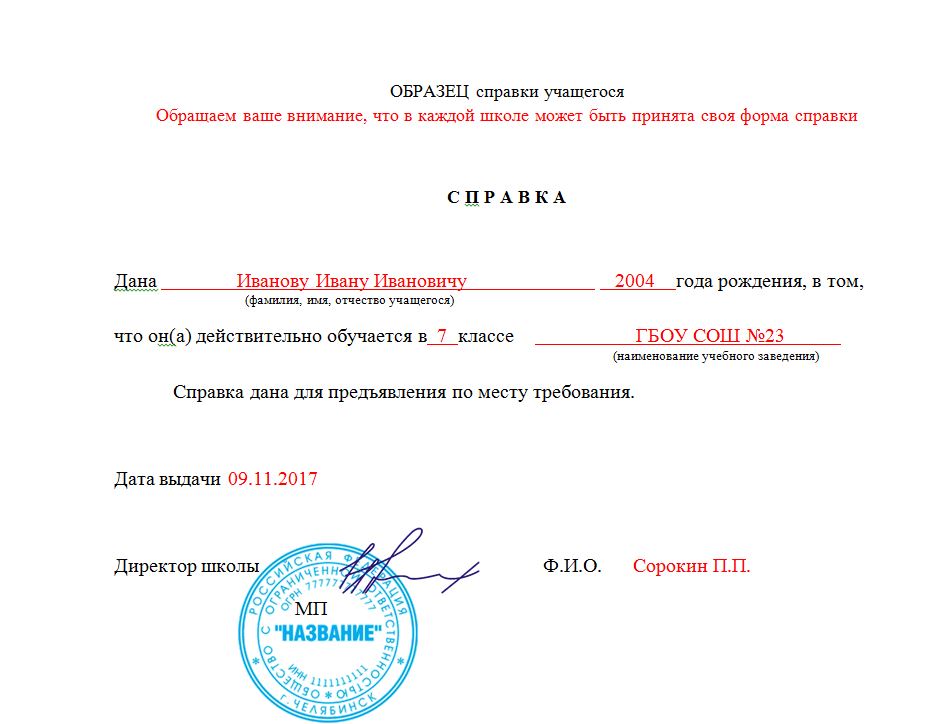 ОБРАЗЕЦ справки учащегося
Обращаем ваше внимание, что в каждой школе может быть принята своя форма справки
С П Р А В К А
Дана Иванову Ивану Ивановичу 2004 года рождения, в том,
(фамилия, имя, отчество учащегося)
что он(а) действительно обучается в 7 классе ГБОУ СОШ №23
(наименование учебного заведения)
Справка дана для предъявления по месту требования.
Дата выдачи 09.11.2017
Директор школы Ф.И.О. Сорокин П.П.
МП
РОССИЙСКАЯ ФЕДЕРАЦИЯ
ОБЩЕСТВО С ОГРАНИЧЕННОЙ ОТВЕТСТВЕННОСТЬЮ
"НАЗВАНИЕ"
ИНН 1111111111
г. ЧЕЛЯБИНСК